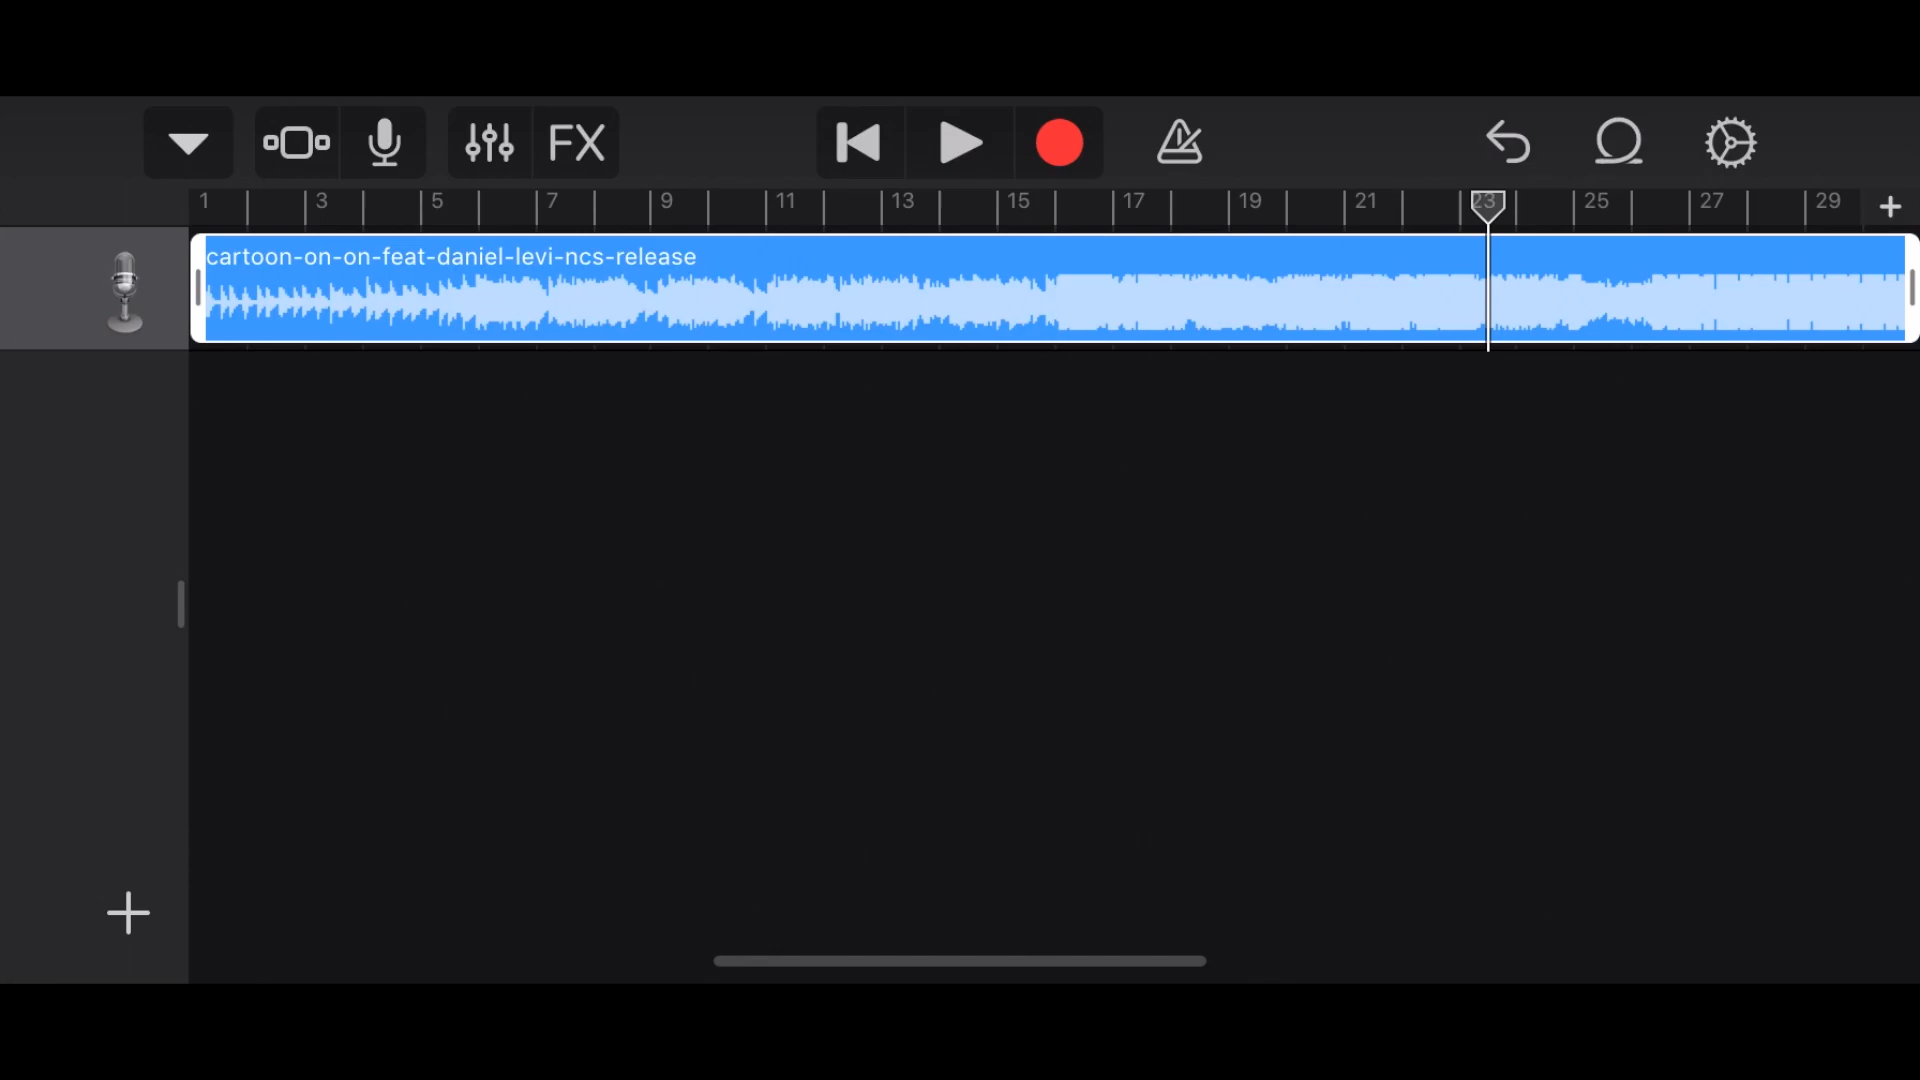 FX
1 3 5 7 9 11 13 15 17 19 21 23 25 27 29
cartoon-on-on-feat-daniel-levi-ncs-release